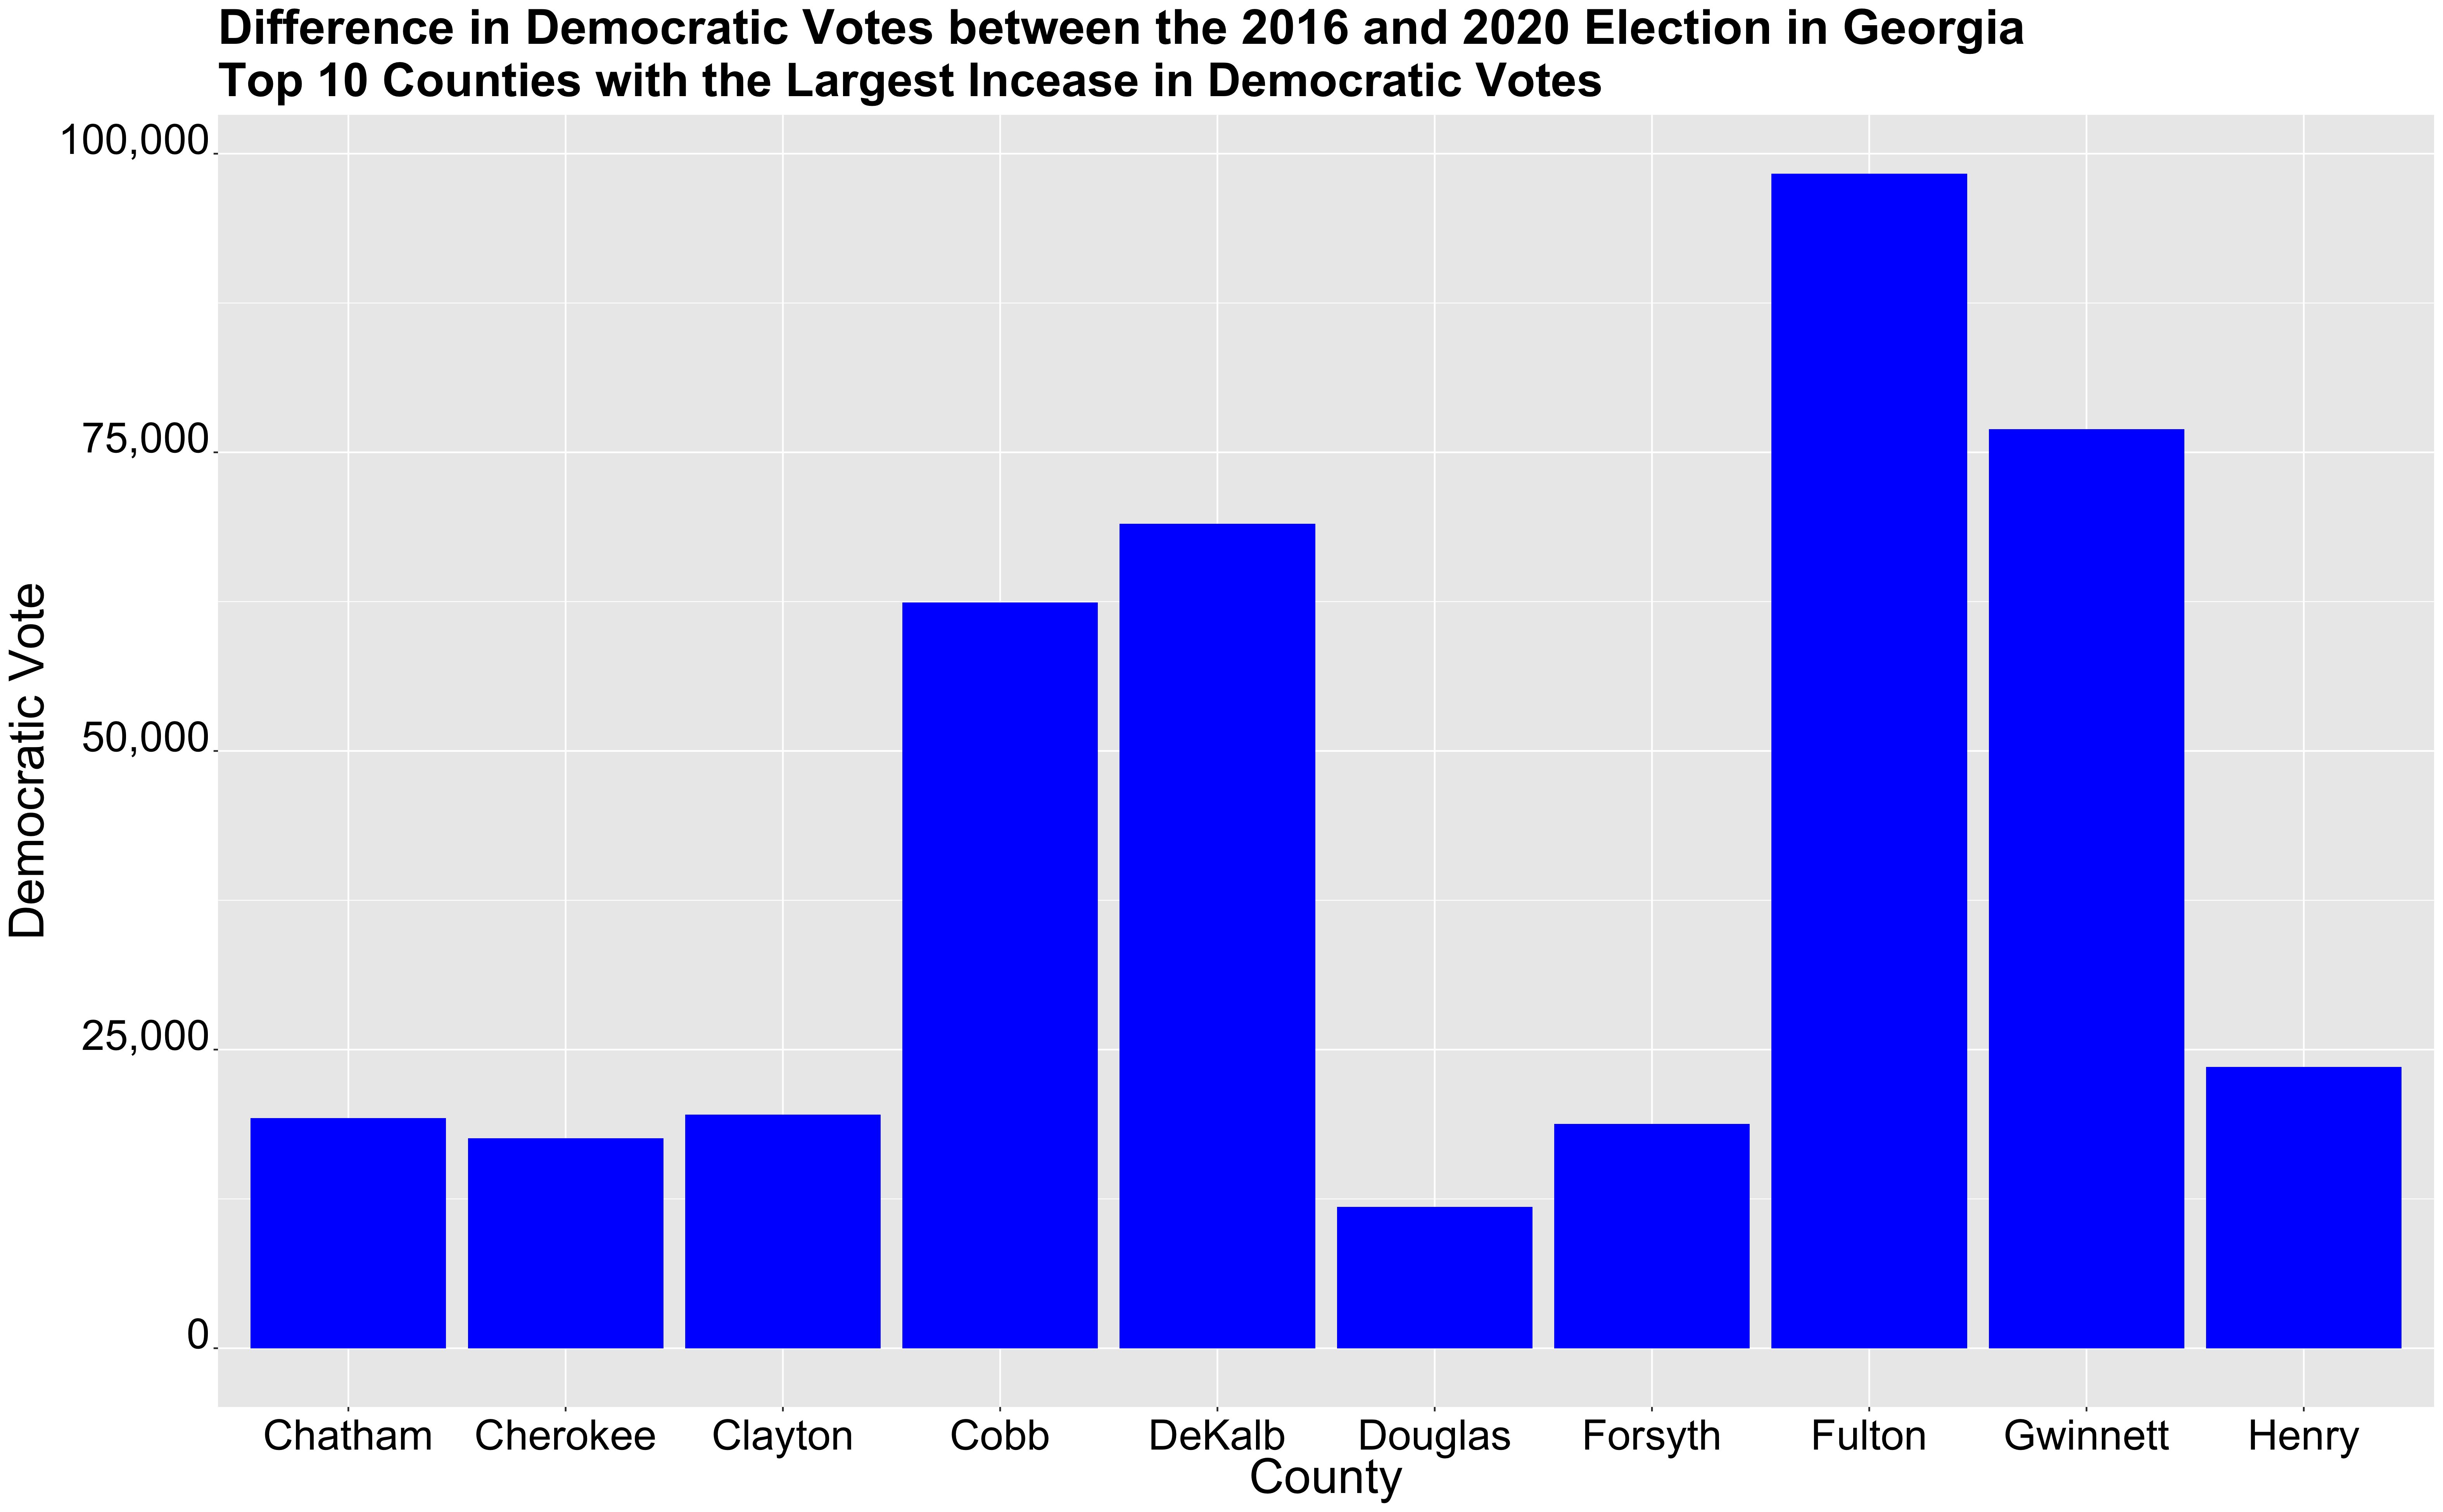 Difference in Democratic Votes between the 2016 and 2020 Election in Georgia
Top 10 Counties with the Largest Incease in Democratic Votes
100,000
75,000
50,000
25,000
0
Democratic Vote
Chatham Cherokee Clayton Cobb DeKalb Douglas Forsyth Fulton Gwinnett Henry
County